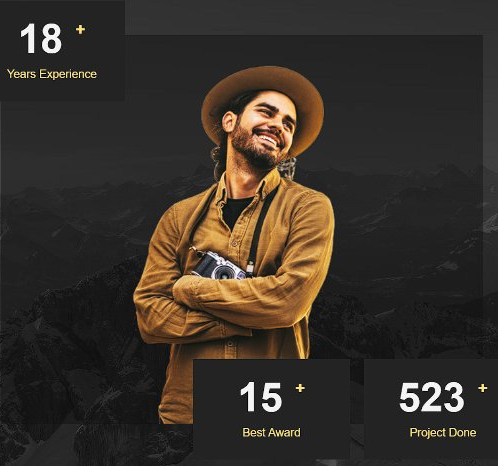 18 +
Years Experience
15 +
Best Award
523 +
Project Done